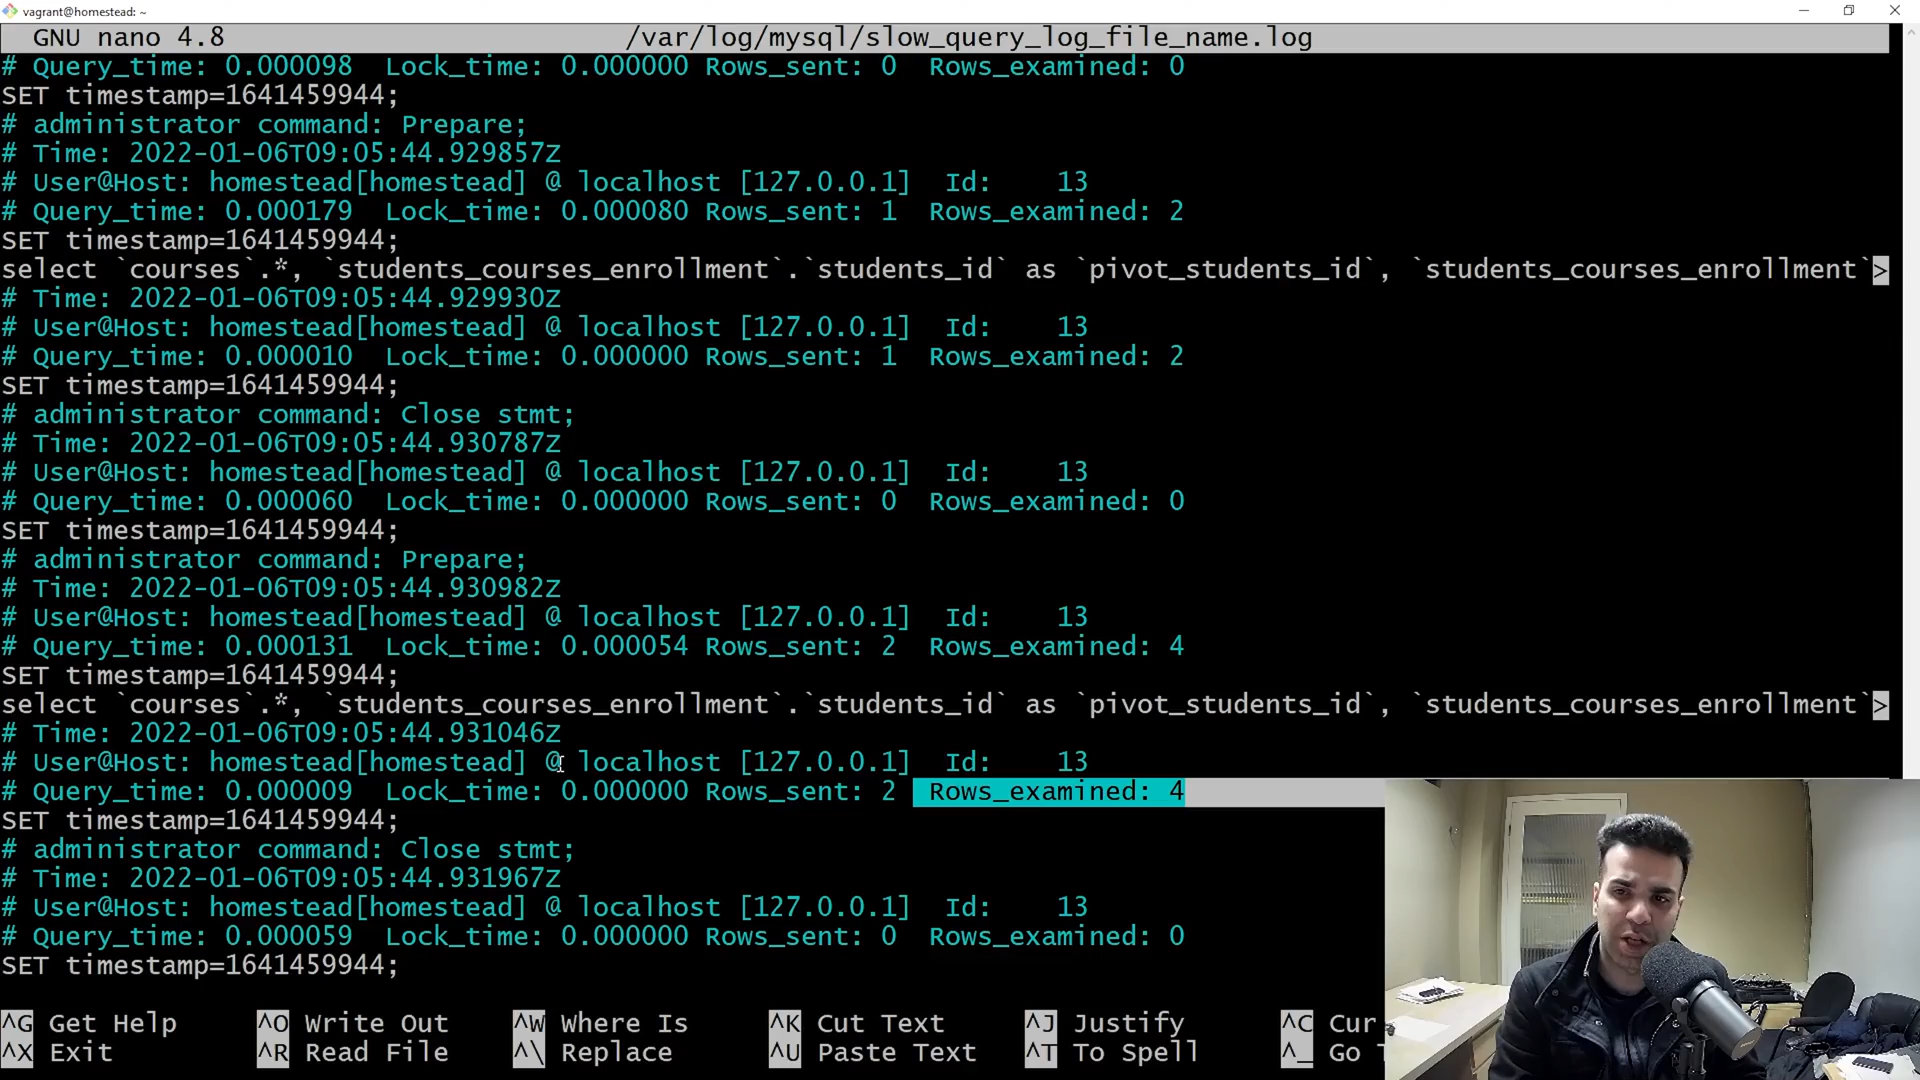 vagrant@homestead: ~
GNU nano 4.8 /var/log/mysql/slow_query_log_file_name.log
# Query_time: 0.000098 Lock_time: 0.000000 Rows_sent: 0 Rows_examined: 0
SET timestamp=1641459944;
# administrator command: Prepare;
# Time: 2022-01-06T09:05:44.929857Z
# User@Host: homestead[homestead] @ localhost [127.0.0.1] Id: 13
# Query_time: 0.000179 Lock_time: 0.000080 Rows_sent: 1 Rows_examined: 2
SET timestamp=1641459944;
select `courses`.*, `students_courses_enrollment`.`students_id` as `pivot_students_id`, `students_courses_enrollment`>
# Time: 2022-01-06T09:05:44.929930Z
# User@Host: homestead[homestead] @ localhost [127.0.0.1] Id: 13
# Query_time: 0.000010 Lock_time: 0.000000 Rows_sent: 1 Rows_examined: 2
SET timestamp=1641459944;
# administrator command: Close stmt;
# Time: 2022-01-06T09:05:44.930787Z
# User@Host: homestead[homestead] @ localhost [127.0.0.1] Id: 13
# Query_time: 0.000060 Lock_time: 0.000000 Rows_sent: 0 Rows_examined: 0
SET timestamp=1641459944;
# administrator command: Prepare;
# Time: 2022-01-06T09:05:44.930982Z
# User@Host: homestead[homestead] @ localhost [127.0.0.1] Id: 13
# Query_time: 0.000131 Lock_time: 0.000054 Rows_sent: 2 Rows_examined: 4
SET timestamp=1641459944;
select `courses`.*, `students_courses_enrollment`.`students_id` as `pivot_students_id`, `students_courses_enrollment`>
# Time: 2022-01-06T09:05:44.931046Z
# User@Host: homestead[homestead] @ localhost [127.0.0.1] Id: 13
# Query_time: 0.000009 Lock_time: 0.000000 Rows_sent: 2 Rows_examined: 4
SET timestamp=1641459944;
# administrator command: Close stmt;
# Time: 2022-01-06T09:05:44.931967Z
# User@Host: homestead[homestead] @ localhost [127.0.0.1] Id: 13
# Query_time: 0.000059 Lock_time: 0.000000 Rows_sent: 0 Rows_examined: 0
SET timestamp=1641459944;
^G Get Help ^O Write Out ^W Where Is ^K Cut Text ^J Justify ^C Cur
^X Exit ^R Read File ^\ Replace ^U Paste Text ^T To Spell ^_ Go T